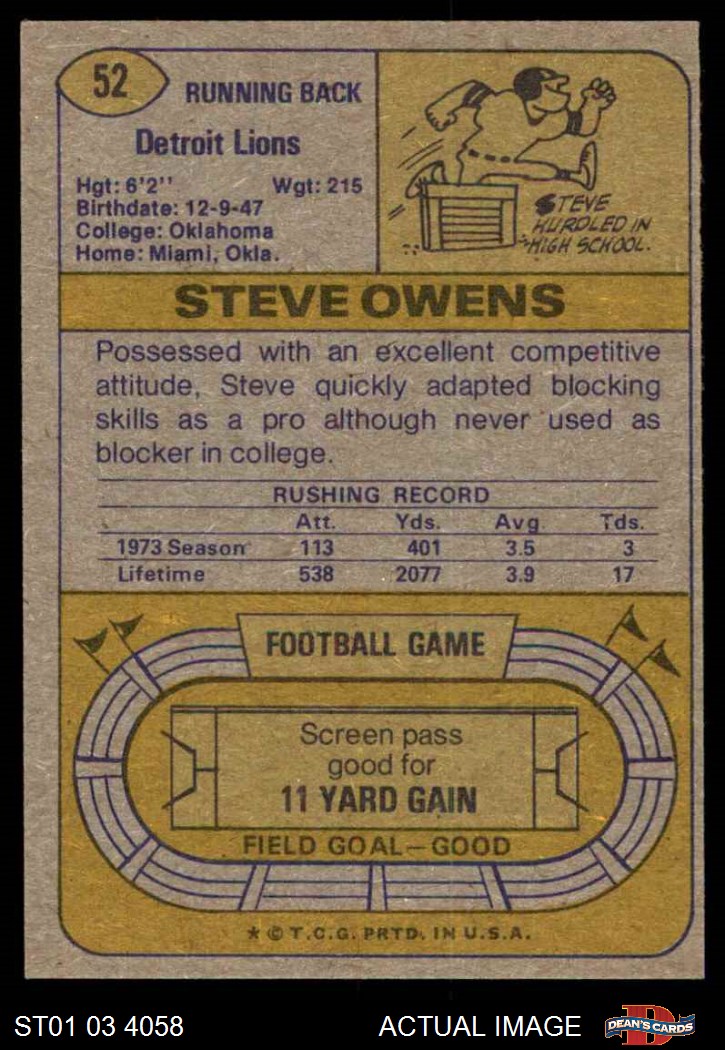 52
RUNNING BACK
Detroit Lions
Hgt: 6'2'' Wgt: 215
Birthdate: 12-9-47
College: Oklahoma
Home: Miami, Okla.
STEVE
HURDLED IN
HIGH SCHOOL.
STEVE OWENS
Possessed with an excellent competitive
attitude, Steve quickly adapted blocking
skills as a pro although never used as
blocker in college.
RUSHING RECORD
Att. Yds. Avg Tds.
1973 Season 113 401 3.5 3
Lifetime 538 2077 3.9 17
FOOTBALL GAME
Screen pass
good for
11 YARD GAIN
FIELD GOAL—GOOD
* © T.C.G. PRTD. IN U.S.A.
ST01 03 4058 ACTUAL IMAGE
D
DEAN'S CARDS